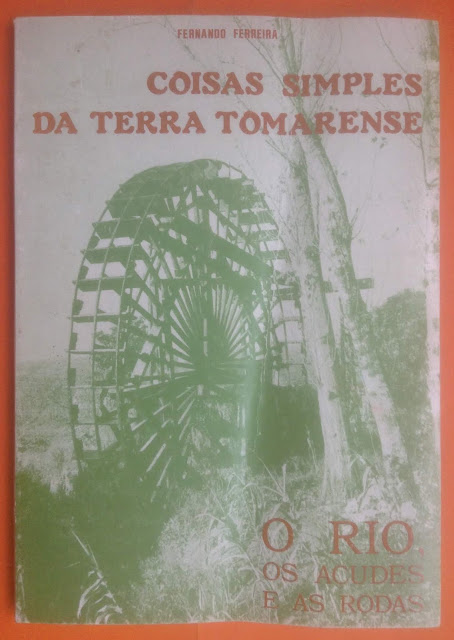 FERNANDO FERREIRA
COISAS SIMPLES
DA TERRA TOMARENSE
O RIO,
OS AÇUDES
E AS RODAS